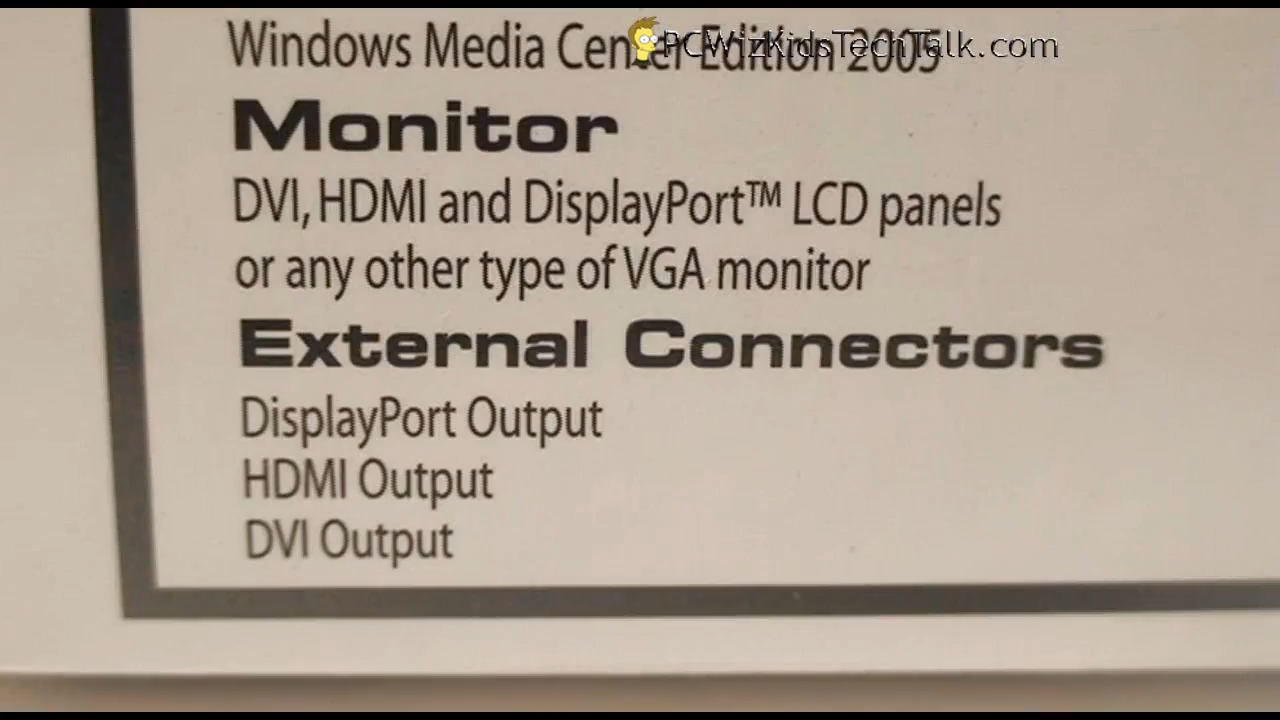 Windows Media Center Edition 2005
PCWizKidsTechTalk.com
Monitor
DVI, HDMI and DisplayPort™ LCD panels
or any other type of VGA monitor
External Connectors
DisplayPort Output
HDMI Output
DVI Output